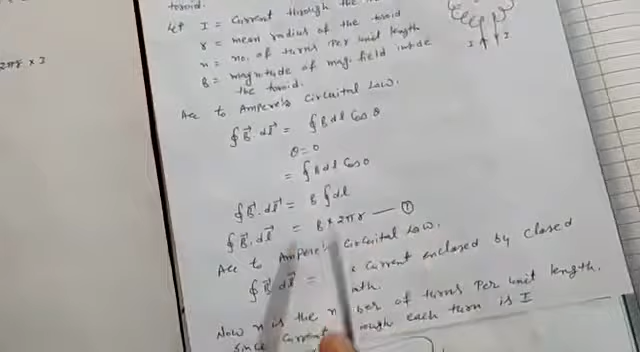 toroid.
Let I = Current through the
r = mean radius of the toroid
n = no. of turns Per unit length
B = magnitude of mag. field inside
the toroid.
Acc to Ampere's Circuital Law.
∮B⃗.dl⃗ = ∮B dl Cos θ
θ = 0
= ∮B dl Cos 0
∮B⃗.dl⃗ = B ∮dl
∮B⃗.dl⃗ = B × 2πr — ①
Acc to Ampere's Circuital Law.
∮B⃗.dl⃗ = x Current enclosed by closed
Now n is the of turns Per unit length.
Since Current each turn is I
2πr × I
I I